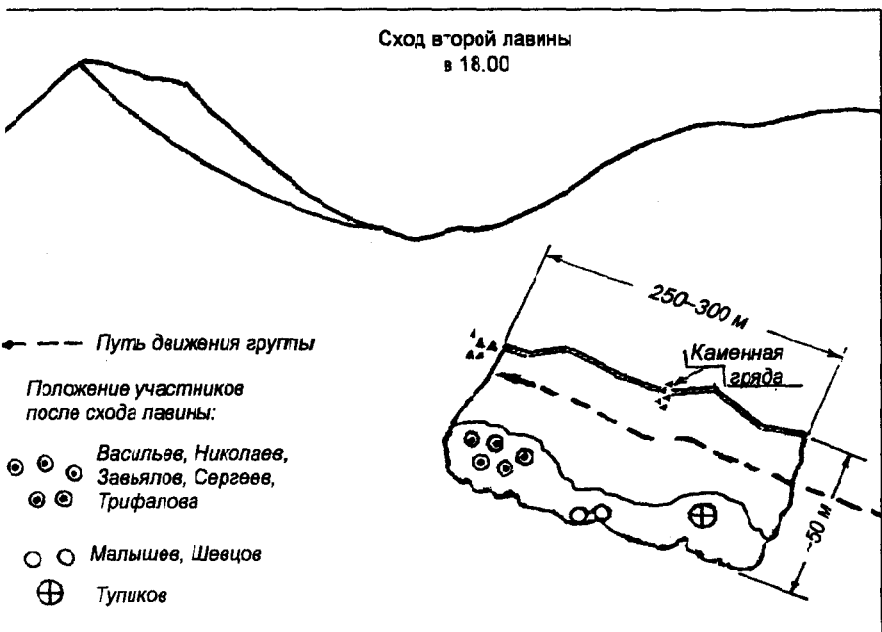 Сход второй лавины
в 18.00
250–300 м
Путь движения группы
Каменная
гряда
Положение участников
после схода лавины:
Васильев, Николаев,
Завьялов, Сергеев,
Трифалова
~50 м
Малышев, Шевцов
Тупиков